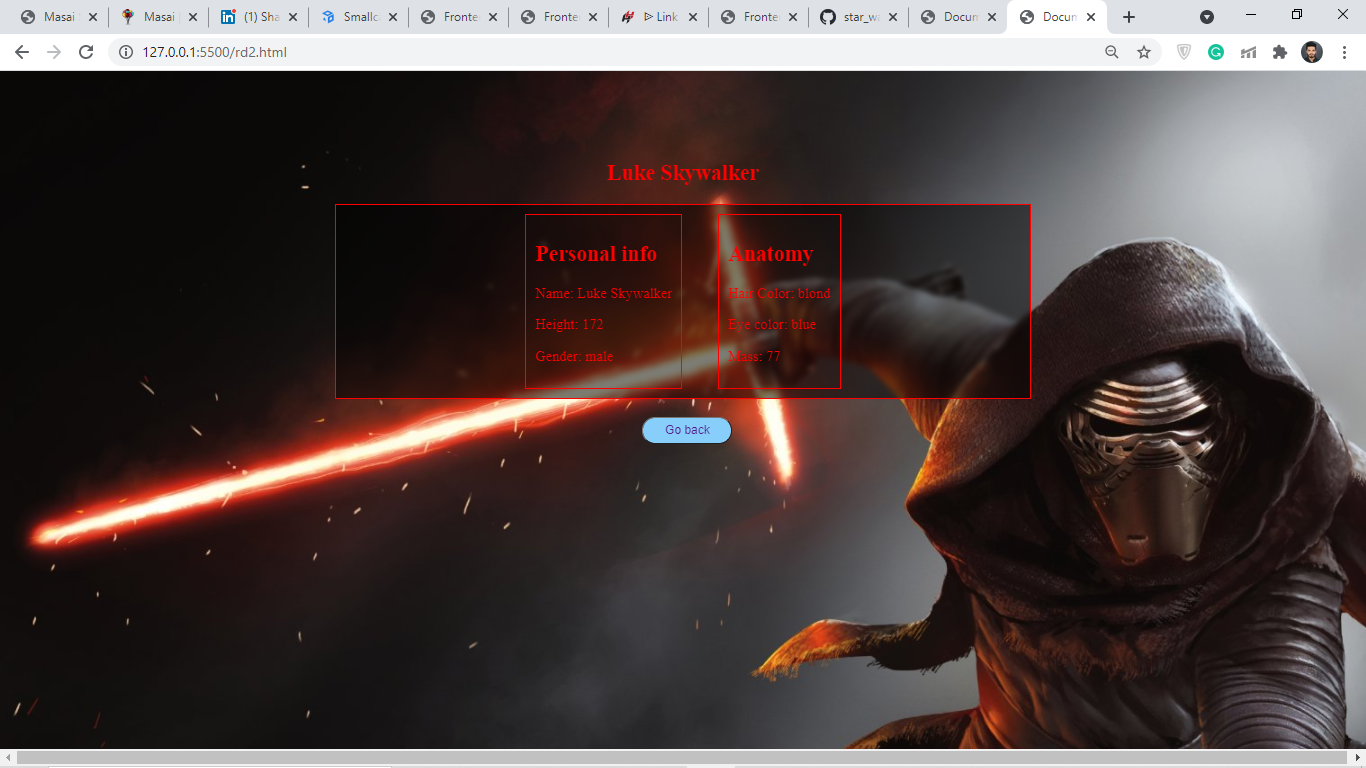 Masai
Masai
(1) Sha
Smallc
Fronte
Fronte
Link
Fronte
star_wa
Docum
Docum
127.0.0.1:5500/rd2.html
Luke Skywalker
Personal info
Name: Luke Skywalker
Height: 172
Gender: male
Anatomy
Hair Color: blond
Eye color: blue
Mass: 77
Go back